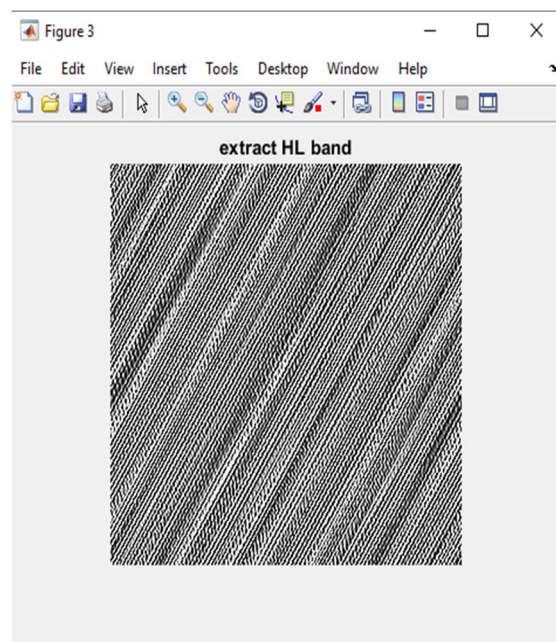 Figure 3
File Edit View Insert Tools Desktop Window Help
extract HL band